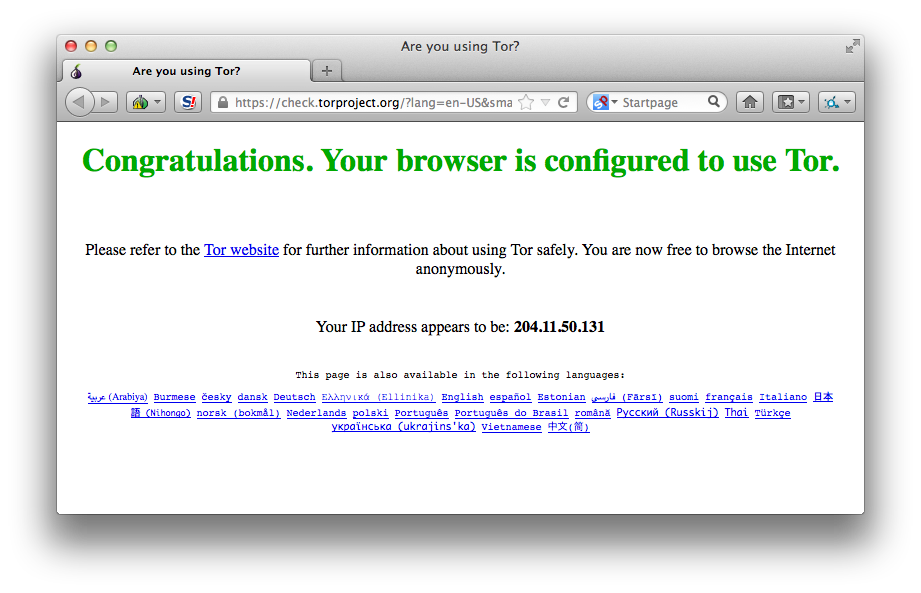 Are you using Tor?
Are you using Tor?
S!
https://check.torproject.org/?lang=en-US&sma
Startpage
Congratulations. Your browser is configured to use Tor.
Please refer to the Tor website for further information about using Tor safely. You are now free to browse the Internet
anonymously.
Your IP address appears to be: 204.11.50.131
This page is also available in the following languages:
عربية (Arabiya) Burmese česky dansk Deutsch Ελληνικά (Ellinika) English español Estonian فارسی (Fārsī) suomi français Italiano 日本
語 (Nihongo) norsk (bokmål) Nederlands polski Português Português do Brasil română Русский (Russkij) Thai Türkçe
українська (ukrajins'ka) Vietnamese 中文(简)